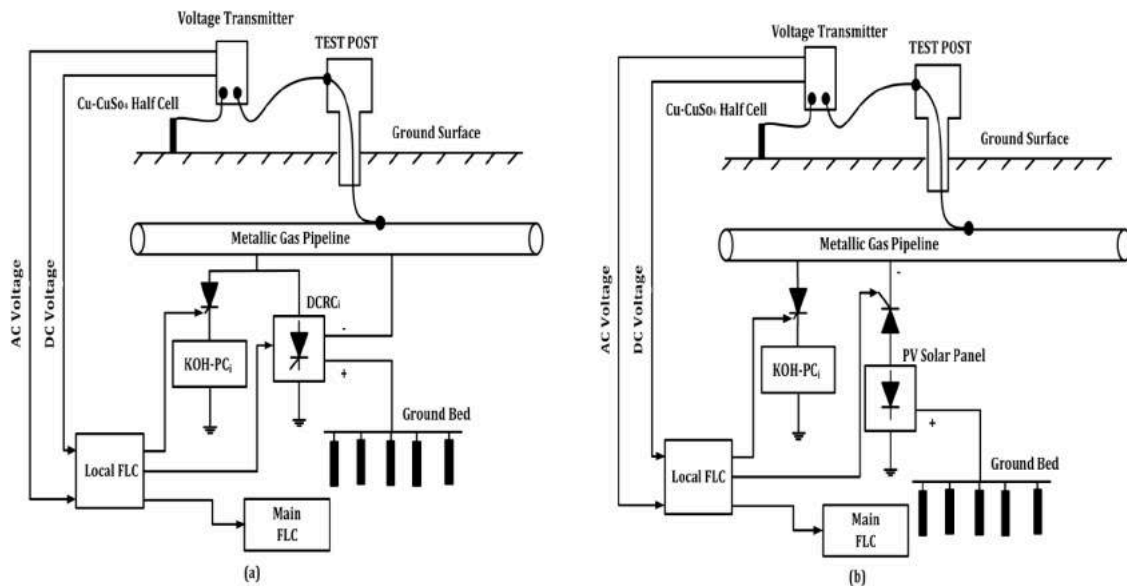 Voltage Transmitter
TEST POST
Cu-CuSo₄ Half Cell
Ground Surface
Metallic Gas Pipeline
AC Voltage
DC Voltage
DCRCᵢ
-
+
KOH-PCᵢ
Ground Bed
Local FLC
Main
FLC
(a)
Voltage Transmitter
TEST POST
Cu-CuSo₄ Half Cell
Ground Surface
Metallic Gas Pipeline
AC Voltage
DC Voltage
-
PV Solar Panel
KOH-PCᵢ
+
Ground Bed
Local FLC
Main
FLC
(b)